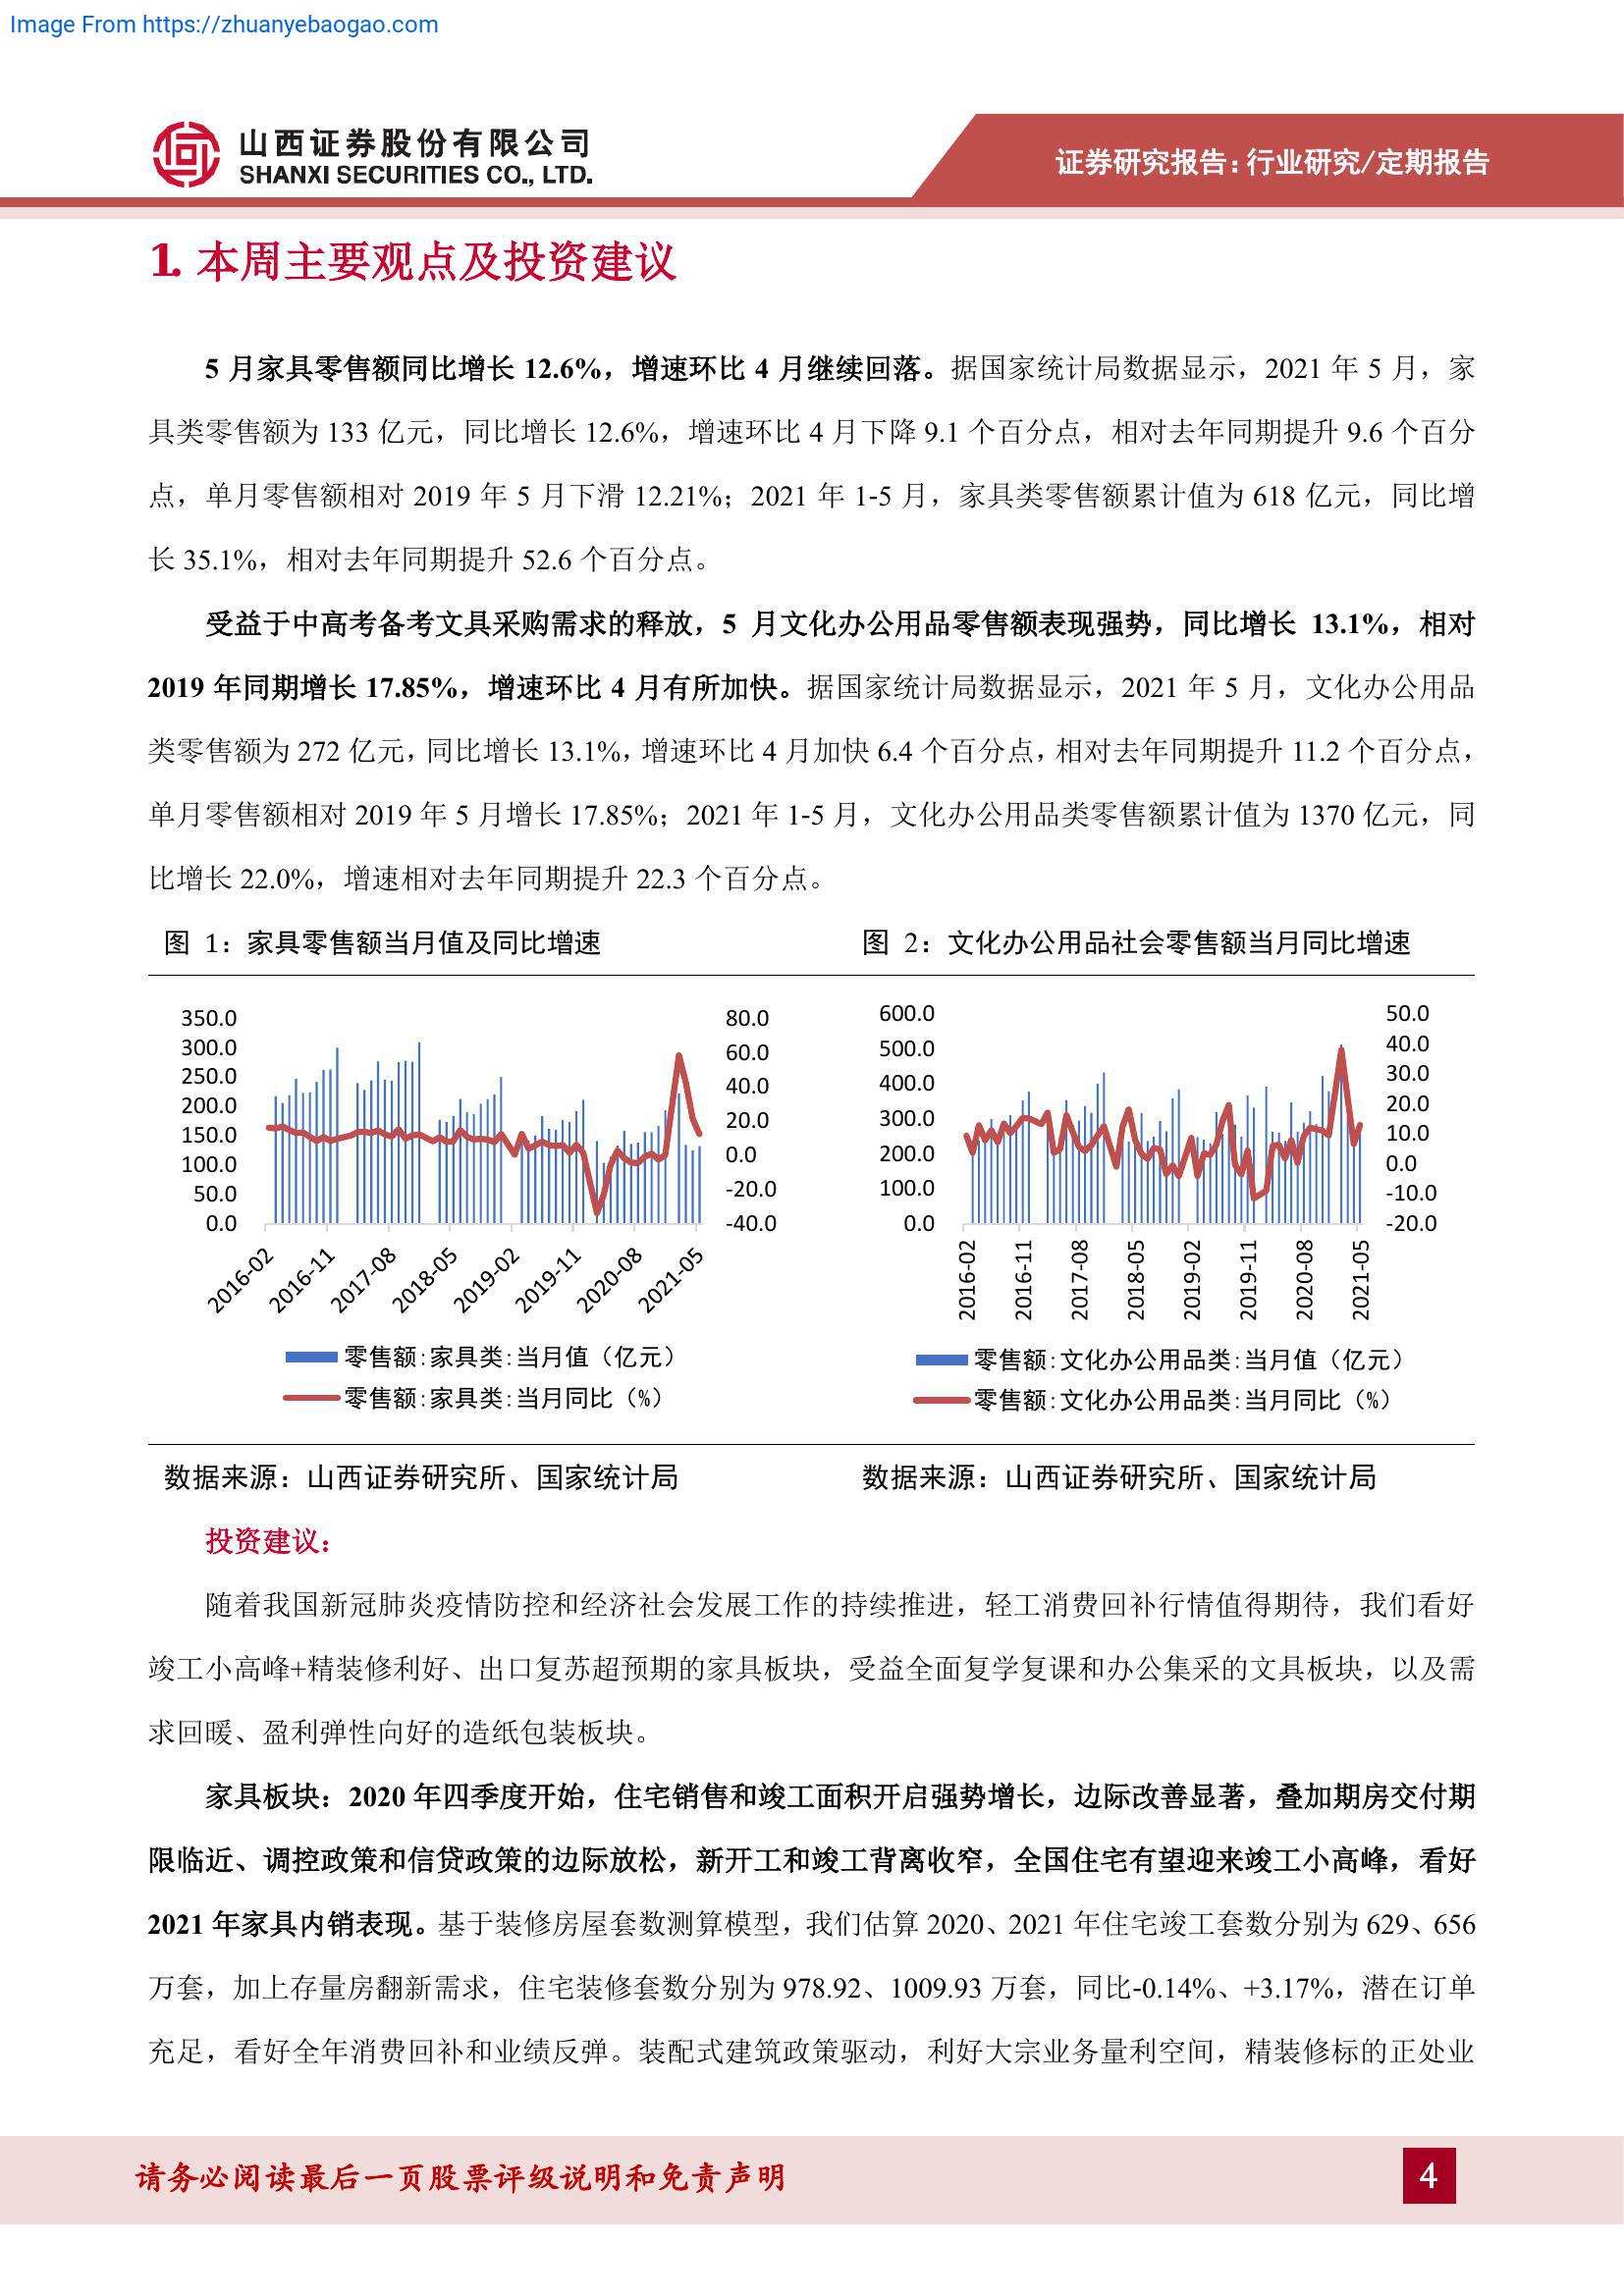 Image From https://zhuanyebaogao.com
山西证券股份有限公司
SHANXI SECURITIES CO., LTD.
证券研究报告:行业研究/定期报告
1. 本周主要观点及投资建议
5 月家具零售额同比增长 12.6%，增速环比 4 月继续回落。据国家统计局数据显示，2021 年 5 月，家
具类零售额为 133 亿元，同比增长 12.6%，增速环比 4 月下降 9.1 个百分点，相对去年同期提升 9.6 个百分
点，单月零售额相对 2019 年 5 月下滑 12.21%；2021 年 1-5 月，家具类零售额累计值为 618 亿元，同比增
长 35.1%，相对去年同期提升 52.6 个百分点。
受益于中高考备考文具采购需求的释放，5 月文化办公用品零售额表现强势，同比增长 13.1%，相对
2019 年同期增长 17.85%，增速环比 4 月有所加快。据国家统计局数据显示，2021 年 5 月，文化办公用品
类零售额为 272 亿元，同比增长 13.1%，增速环比 4 月加快 6.4 个百分点，相对去年同期提升 11.2 个百分点，
单月零售额相对 2019 年 5 月增长 17.85%；2021 年 1-5 月，文化办公用品类零售额累计值为 1370 亿元，同
比增长 22.0%，增速相对去年同期提升 22.3 个百分点。
图 1：家具零售额当月值及同比增速
350.0
300.0
250.0
200.0
150.0
100.0
50.0
0.0
80.0
60.0
40.0
20.0
0.0
-20.0
-40.0
2016-02
2016-11
2017-08
2018-05
2019-02
2019-11
2020-08
2021-05
零售额:家具类:当月值（亿元）
零售额:家具类:当月同比（%）
图 2：文化办公用品社会零售额当月同比增速
600.0
500.0
400.0
300.0
200.0
100.0
0.0
50.0
40.0
30.0
20.0
10.0
0.0
-10.0
-20.0
2016-02
2016-11
2017-08
2018-05
2019-02
2019-11
2020-08
2021-05
零售额:文化办公用品类:当月值（亿元）
零售额:文化办公用品类:当月同比（%）
数据来源：山西证券研究所、国家统计局
数据来源：山西证券研究所、国家统计局
投资建议：
随着我国新冠肺炎疫情防控和经济社会发展工作的持续推进，轻工消费回补行情值得期待，我们看好
竣工小高峰+精装修利好、出口复苏超预期的家具板块，受益全面复学复课和办公集采的文具板块，以及需
求回暖、盈利弹性向好的造纸包装板块。
家具板块：2020 年四季度开始，住宅销售和竣工面积开启强势增长，边际改善显著，叠加期房交付期
限临近、调控政策和信贷政策的边际放松，新开工和竣工背离收窄，全国住宅有望迎来竣工小高峰，看好
2021 年家具内销表现。基于装修房屋套数测算模型，我们估算 2020、2021 年住宅竣工套数分别为 629、656
万套，加上存量房翻新需求，住宅装修套数分别为 978.92、1009.93 万套，同比-0.14%、+3.17%，潜在订单
充足，看好全年消费回补和业绩反弹。装配式建筑政策驱动，利好大宗业务量利空间，精装修标的正处业
请务必阅读最后一页股票评级说明和免责声明
4